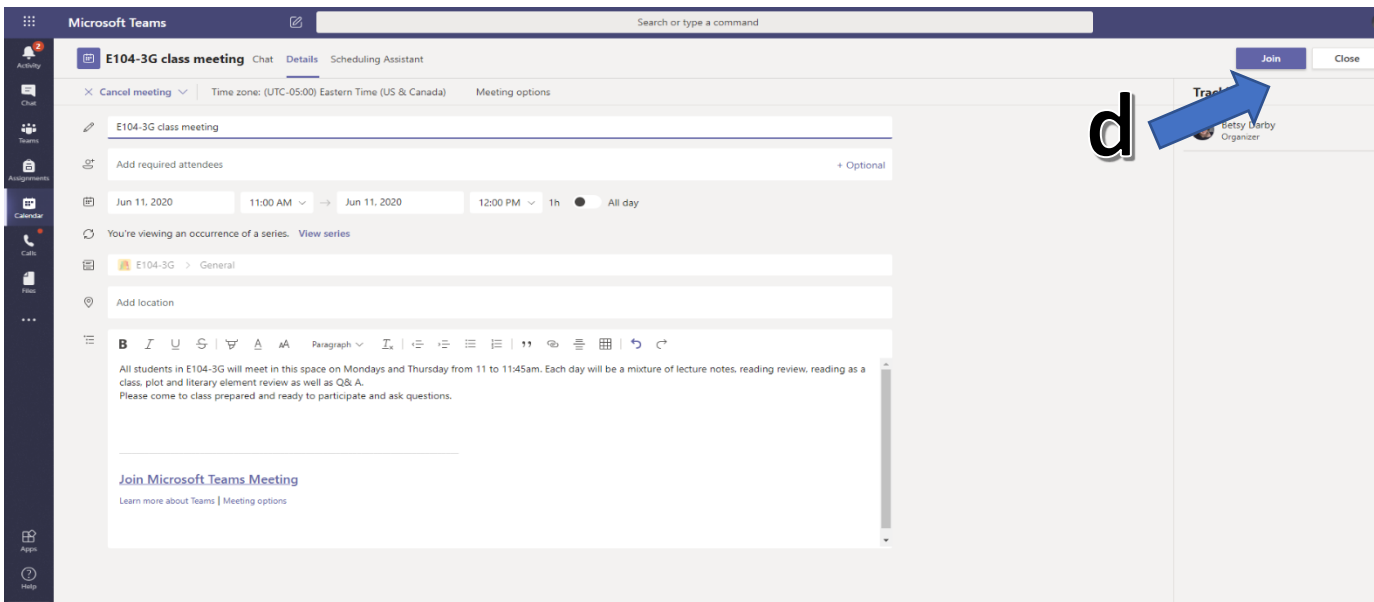 Microsoft Teams
Search or type a command
2
Activity
Chat
Teams
Assignments
Calendar
Calls
Files
Apps
Help
E104-3G class meeting Chat Details Scheduling Assistant
Join Close
Cancel meeting Time zone: (UTC-05:00) Eastern Time (US & Canada) Meeting options
d
Betsy Darby
Organizer
E104-3G class meeting
Add required attendees + Optional
Jun 11, 2020 11:00 AM → Jun 11, 2020 12:00 PM 1h All day
You're viewing an occurrence of a series. View series
E104-3G > General
Add location
B I U S A AA Paragraph Tx
All students in E104-3G will meet in this space on Mondays and Thursday from 11 to 11:45am. Each day will be a mixture of lecture notes, reading review, reading as a
class, plot and literary element review as well as Q& A.
Please come to class prepared and ready to participate and ask questions.
Join Microsoft Teams Meeting
Learn more about Teams | Meeting options